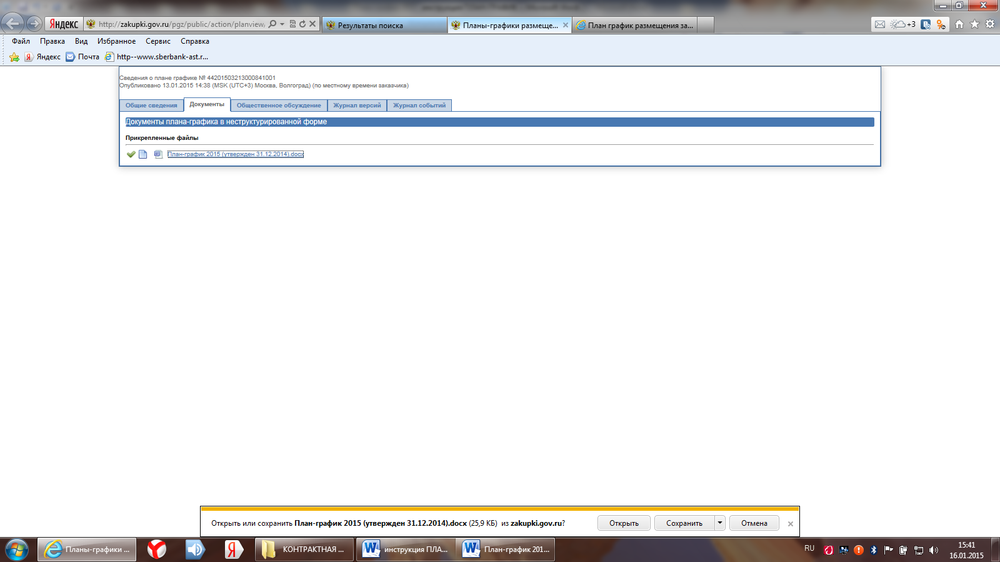 Яндекс
http://zakupki.gov.ru/pgz/public/action/planview/
Результаты поиска
Планы-графики размеще...
План график размещения за...
+3
Файл Правка Вид Избранное Сервис Справка
Яндекс Почта http--www.sberbank-ast.r...
Сведения о плане графике № 44201503213000841001
Опубликовано 13.01.2015 14:38 (MSK (UTC+3) Москва, Волгоград) (по местному времени заказчика)
Общие сведения Документы Общественное обсуждение Журнал версий Журнал событий
Документы плана-графика в неструктурированной форме
Прикрепленные файлы
План-график 2015 (утвержден 31.12.2014).docx
Открыть или сохранить План-график 2015 (утвержден 31.12.2014).docx (25,9 КБ) из zakupki.gov.ru?
Открыть Сохранить Отмена
Планы-графики ...
КОНТРАКТНАЯ ...
инструкция ПЛА...
План-график 201...
RU
15:41
16.01.2015